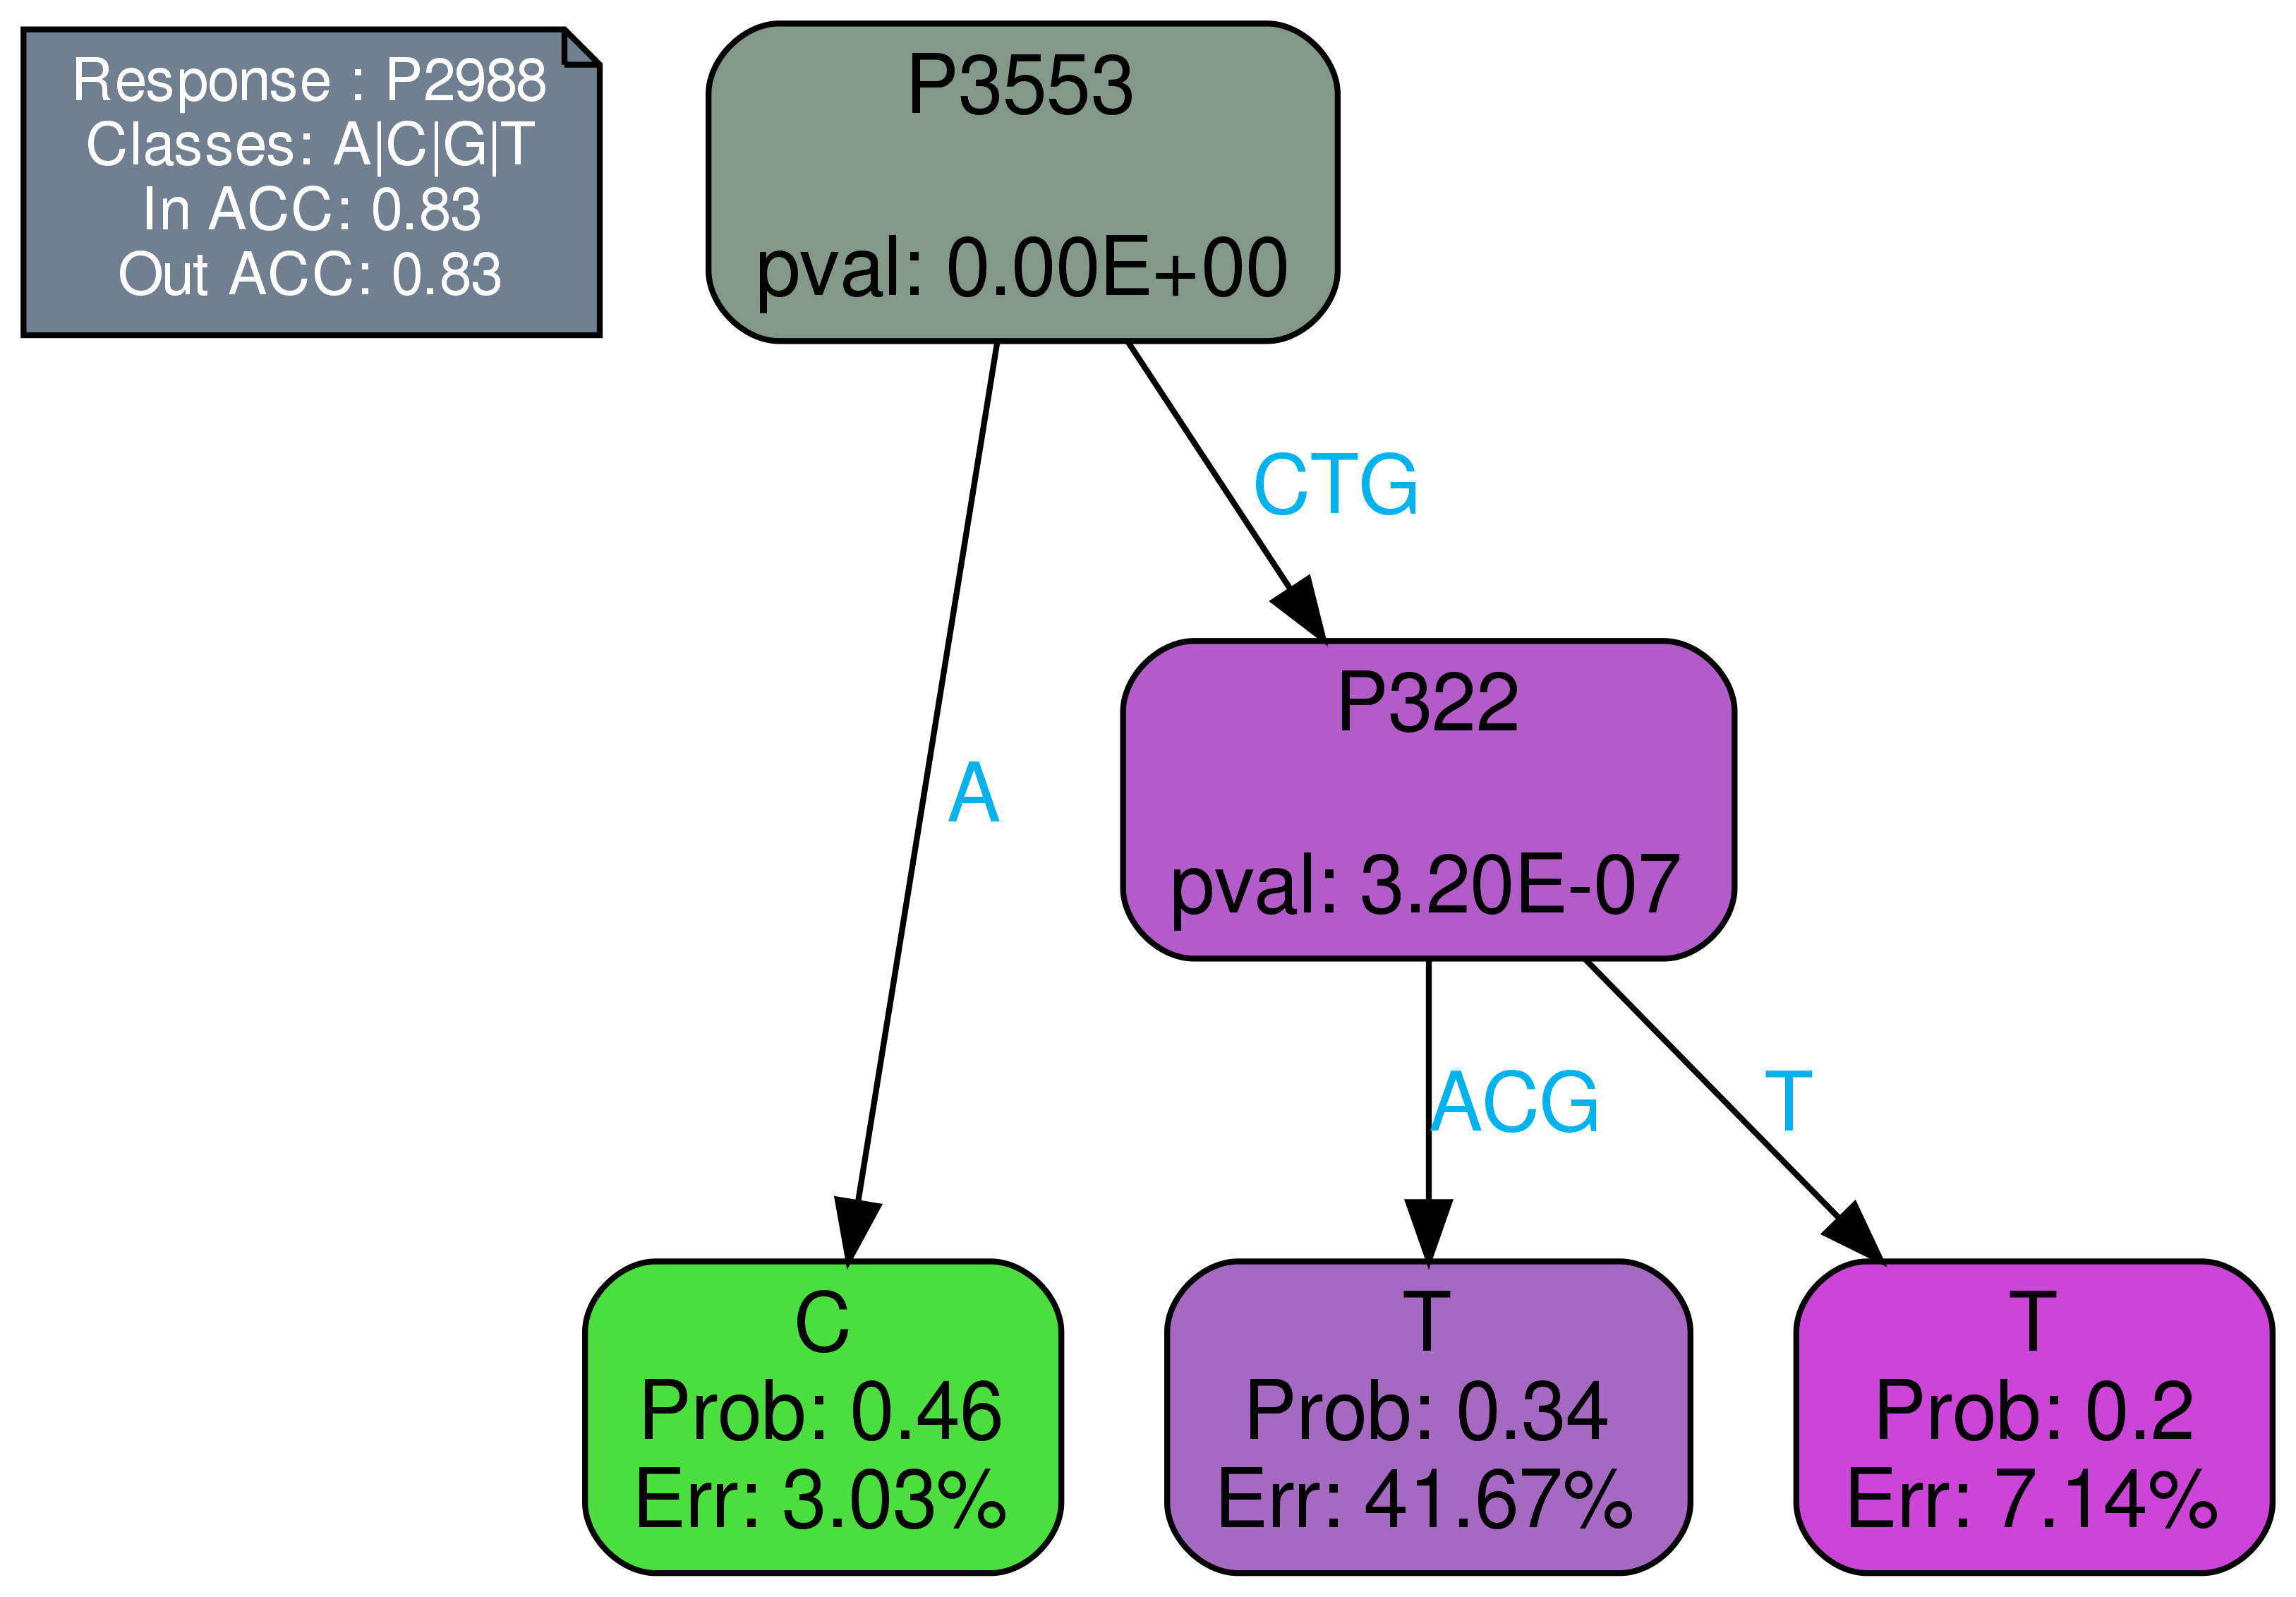 Response : P2988
Classes: A|C|G|T
In ACC: 0.83
Out ACC: 0.83
P3553
pval: 0.00E+00
CTG
A
P322
pval: 3.20E-07
ACG
T
C
Prob: 0.46
Err: 3.03%
T
Prob: 0.34
Err: 41.67%
T
Prob: 0.2
Err: 7.14%